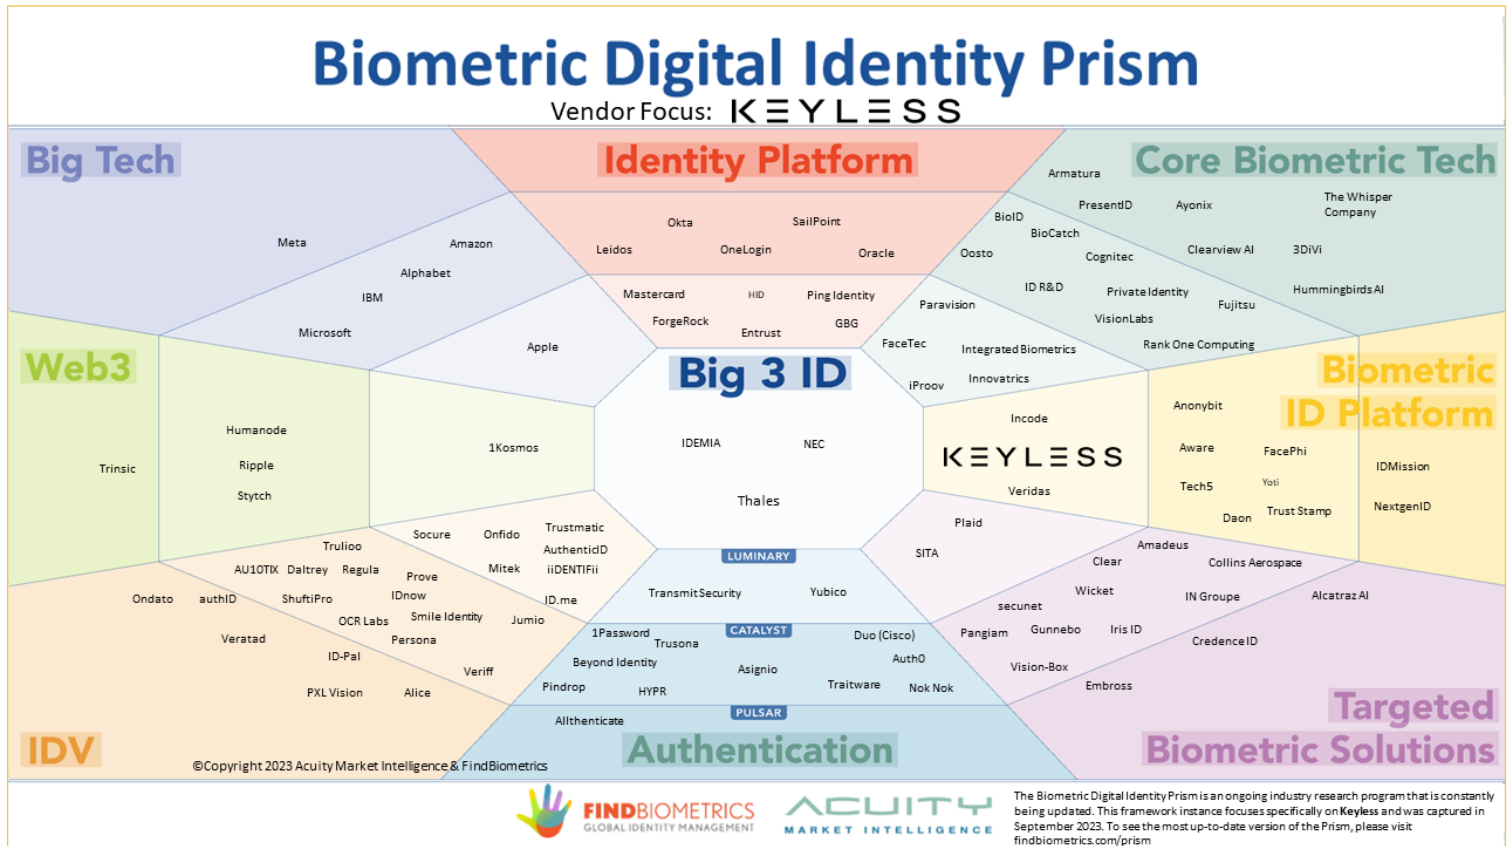 Biometric Digital Identity Prism
Vendor Focus: KEYLESS
Big Tech
Meta
Amazon
Alphabet
IBM
Microsoft
Apple
Identity Platform
Okta
SailPoint
Leidos
OneLogin
Oracle
Mastercard
HID
Ping Identity
ForgeRock
Entrust
GBG
Core Biometric Tech
Armatura
PresentID
Ayonix
The Whisper
Company
Clearview AI
3DiVi
Hummingbirds AI
BioID
BioCatch
Oosto
Cognitec
ID R&D
Private Identity
Fujitsu
VisionLabs
Rank One Computing
Paravision
FaceTec
Integrated Biometrics
iProov
Innovatrics
Web3
Trinsic
Humanode
Ripple
Stytch
1Kosmos
Big 3 ID
IDEMIA
NEC
Thales
Biometric
ID Platform
Incode
KEYLESS
Veridas
Anonybit
Aware
FacePhi
Tech5
Yoti
Daon
Trust Stamp
IDMission
NextgenID
IDV
Socure
Onfido
Trustmatic
AuthenticID
Mitek
iiDENTIFii
ID.me
Trulioo
AU10TIX
Daltrey
Regula
Prove
IDnow
ShuftiPro
OCR Labs
Smile Identity
Jumio
Persona
Veriff
Ondato
authID
Veratad
ID-Pal
PXL Vision
Alice
LUMINARY
Transmit Security
Yubico
CATALYST
1Password
Trusona
Duo (Cisco)
Beyond Identity
Asignio
Auth0
Pindrop
HYPR
Traitware
Nok Nok
PULSAR
Allthenticate
Authentication
Plaid
SITA
Amadeus
Clear
Collins Aerospace
Wicket
IN Groupe
secunet
Pangiam
Gunnebo
Iris ID
Vision-Box
Alcatraz AI
Credence ID
Embross
Targeted
Biometric Solutions
©Copyright 2023 Acuity Market Intelligence & FindBiometrics
FINDBIOMETRICS
GLOBAL IDENTITY MANAGEMENT
ACUITY
MARKET INTELLIGENCE
The Biometric Digital Identity Prism is an ongoing industry research program that is constantly
being updated. This framework instance focuses specifically on Keyless and was captured in
September 2023. To see the most up-to-date version of the Prism, please visit
findbiometrics.com/prism